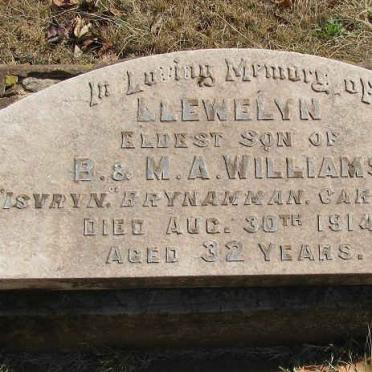 In Loving Memory of
LLEWELYN
ELDEST SON OF
B. & M. A. WILLIAMS
"ISVRYN," BRYNAMMAN. CAR
DIED AUG. 30TH 1914
AGED 32 YEARS.